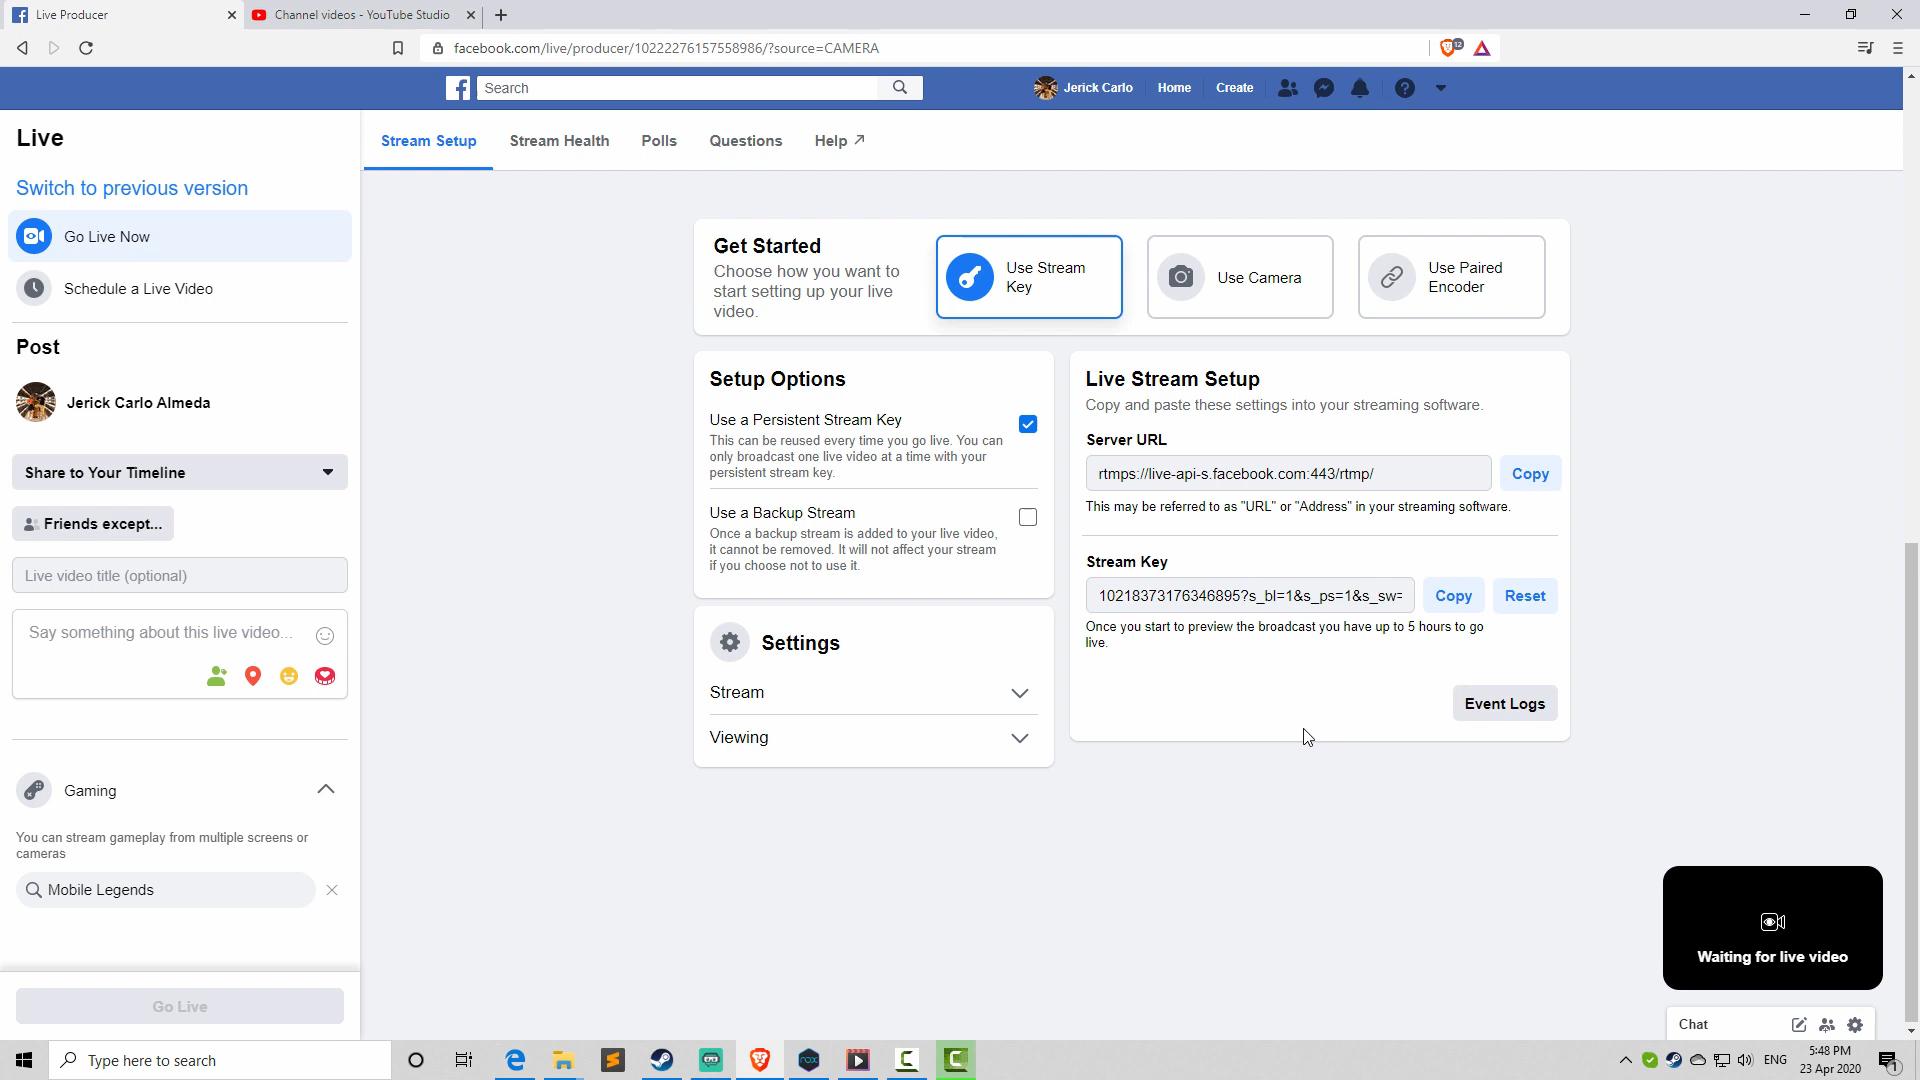 Live Producer
Channel videos - YouTube Studio
facebook.com/live/producer/10222276157558986/?source=CAMERA
12
Search
Jerick Carlo
Home
Create
Live
Switch to previous version
Go Live Now
Schedule a Live Video
Post
Jerick Carlo Almeda
Share to Your Timeline
Friends except...
Live video title (optional)
Say something about this live video...
Gaming
You can stream gameplay from multiple screens or
cameras
Mobile Legends
Go Live
Stream Setup
Stream Health
Polls
Questions
Help
Get Started
Choose how you want to
start setting up your live
video.
Use Stream
Key
Use Camera
Use Paired
Encoder
Setup Options
Use a Persistent Stream Key
This can be reused every time you go live. You can
only broadcast one live video at a time with your
persistent stream key.
Use a Backup Stream
Once a backup stream is added to your live video,
it cannot be removed. It will not affect your stream
if you choose not to use it.
Settings
Stream
Viewing
Live Stream Setup
Copy and paste these settings into your streaming software.
Server URL
rtmps://live-api-s.facebook.com:443/rtmp/
Copy
This may be referred to as "URL" or "Address" in your streaming software.
Stream Key
10218373176346895?s_bl=1&s_ps=1&s_sw=
Copy
Reset
Once you start to preview the broadcast you have up to 5 hours to go
live.
Event Logs
Waiting for live video
Chat
Type here to search
nox
ENG
5:48 PM
23 Apr 2020
1